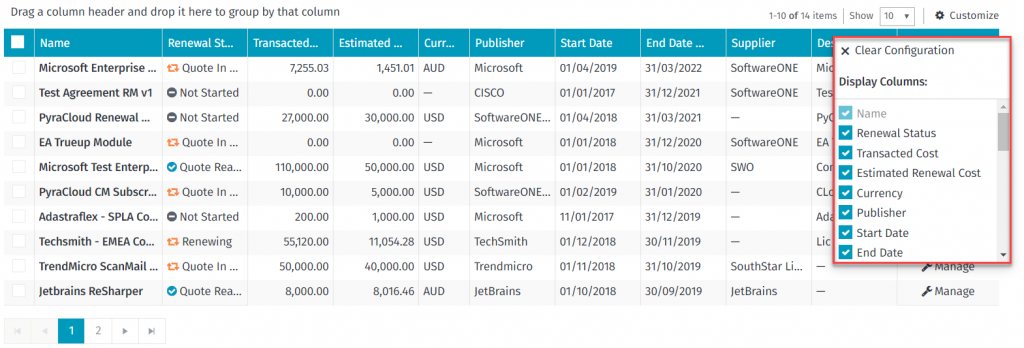 Drag a column header and drop it here to group by that column 1-10 of 14 items Show 10 Customize
Name Renewal St... Transacted... Estimated ... Curr... Publisher Start Date End Date ... Supplier Des
Microsoft Enterprise ... Quote In ... 7,255.03 1,451.01 AUD Microsoft 01/04/2019 31/03/2022 SoftwareONE Mic
Test Agreement RM v1 Not Started 0.00 0.00 — CISCO 01/01/2017 31/12/2021 SoftwareONE Tes
PyraCloud Renewal ... Not Started 27,000.00 30,000.00 USD SoftwareONE... 01/04/2018 31/03/2021 — PyC
EA Trueup Module Quote In ... 0.00 0.00 — Microsoft 01/01/2018 31/12/2020 SoftwareONE EA
Microsoft Test Enterp... Quote Rea... 110,000.00 50,000.00 USD Microsoft 01/01/2018 31/10/2020 SWO Con
PyraCloud CM Subscr... Quote In ... 10,000.00 5,000.00 USD SoftwareONE... 01/02/2019 31/01/2020 — CLo
Adastraflex - SPLA Co... Not Started 200.00 1,000.00 USD Microsoft 11/01/2017 31/12/2019 — Ada
Techsmith - EMEA Co... Renewing 55,120.00 11,054.28 USD TechSmith 01/12/2018 30/11/2019 — Lic
TrendMicro ScanMail ... Quote In ... 50,000.00 40,000.00 USD Trendmicro 01/11/2018 31/10/2019 SouthStar Li... — Manage
Jetbrains ReSharper Quote Rea... 8,000.00 8,016.46 USD JetBrains 01/10/2018 30/09/2019 JetBrains — Manage
Clear Configuration
Display Columns:
Name
Renewal Status
Transacted Cost
Estimated Renewal Cost
Currency
Publisher
Start Date
End Date
1 2